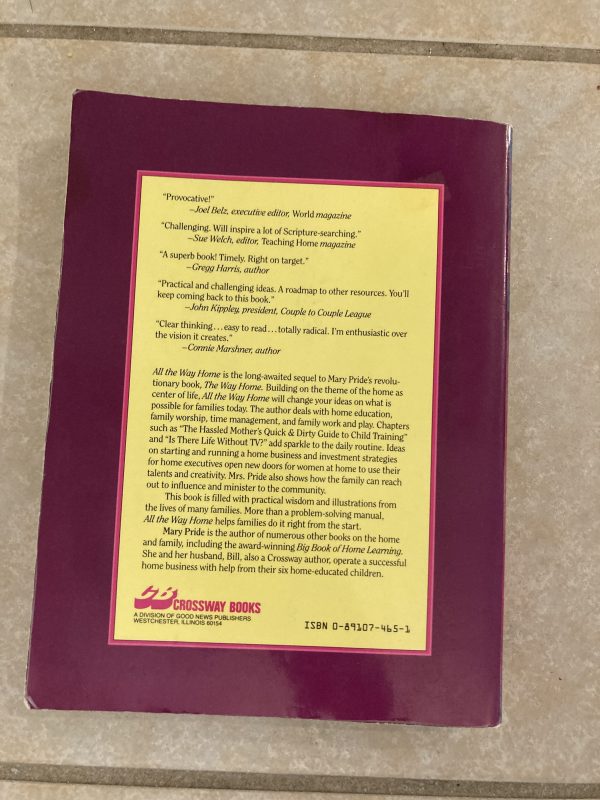 "Provocative!"
—Joel Belz, executive editor, World magazine
"Challenging. Will inspire a lot of Scripture-searching."
—Sue Welch, editor, Teaching Home magazine
"A superb book! Timely. Right on target."
—Gregg Harris, author
"Practical and challenging ideas. A roadmap to other resources. You'll
keep coming back to this book."
—John Kippley, president, Couple to Couple League
"Clear thinking...easy to read...totally radical. I'm enthusiastic over
the vision it creates."
—Connie Marshner, author
All the Way Home is the long-awaited sequel to Mary Pride's revolu-
tionary book, The Way Home. Building on the theme of the home as
center of life, All the Way Home will change your ideas on what is
possible for families today. The author deals with home education,
family worship, time management, and family work and play. Chapters
such as "The Hassled Mother's Quick & Dirty Guide to Child Training"
and "Is There Life Without TV?" add sparkle to the daily routine. Ideas
on starting and running a home business and investment strategies
for home executives open new doors for women at home to use their
talents and creativity. Mrs. Pride also shows how the family can reach
out to influence and minister to the community.
This book is filled with practical wisdom and illustrations from
the lives of many families. More than a problem-solving manual,
All the Way Home helps families do it right from the start.
Mary Pride is the author of numerous other books on the home
and family, including the award-winning Big Book of Home Learning.
She and her husband, Bill, also a Crossway author, operate a successful
home business with help from their six home-educated children.
CROSSWAY BOOKS
A DIVISION OF GOOD NEWS PUBLISHERS
WESTCHESTER, ILLINOIS 60154
ISBN 0-89107-465-1